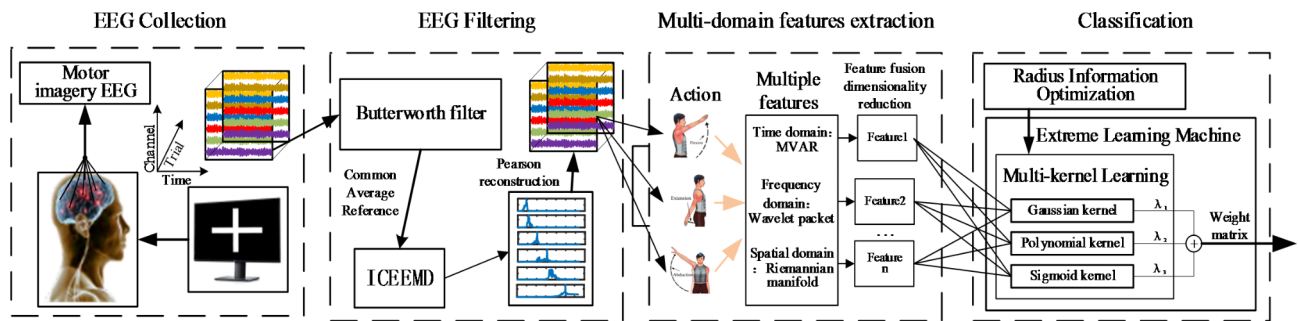 EEG Collection
Motor
imagery EEG
Channel
Trial
Time
EEG Filtering
Butterworth filter
Common
Average
Reference
Pearson
reconstruction
ICEEMD
Multi-domain features extraction
Action
Flexion
Extension
Abduction
Multiple
features
Time domain:
MVAR
Frequency
domain:
Wavelet packet
Spatial domain
: Riemannian
manifold
Feature fusion
dimensionality
reduction
Feature1
Feature2
...
Feature
n
Classification
Radius Information
Optimization
Extreme Learning Machine
Multi-kernel Learning
Gaussian kernel
λ₁
Polynomial kernel
λ₂
Sigmoid kernel
λ₃
Weight
matrix